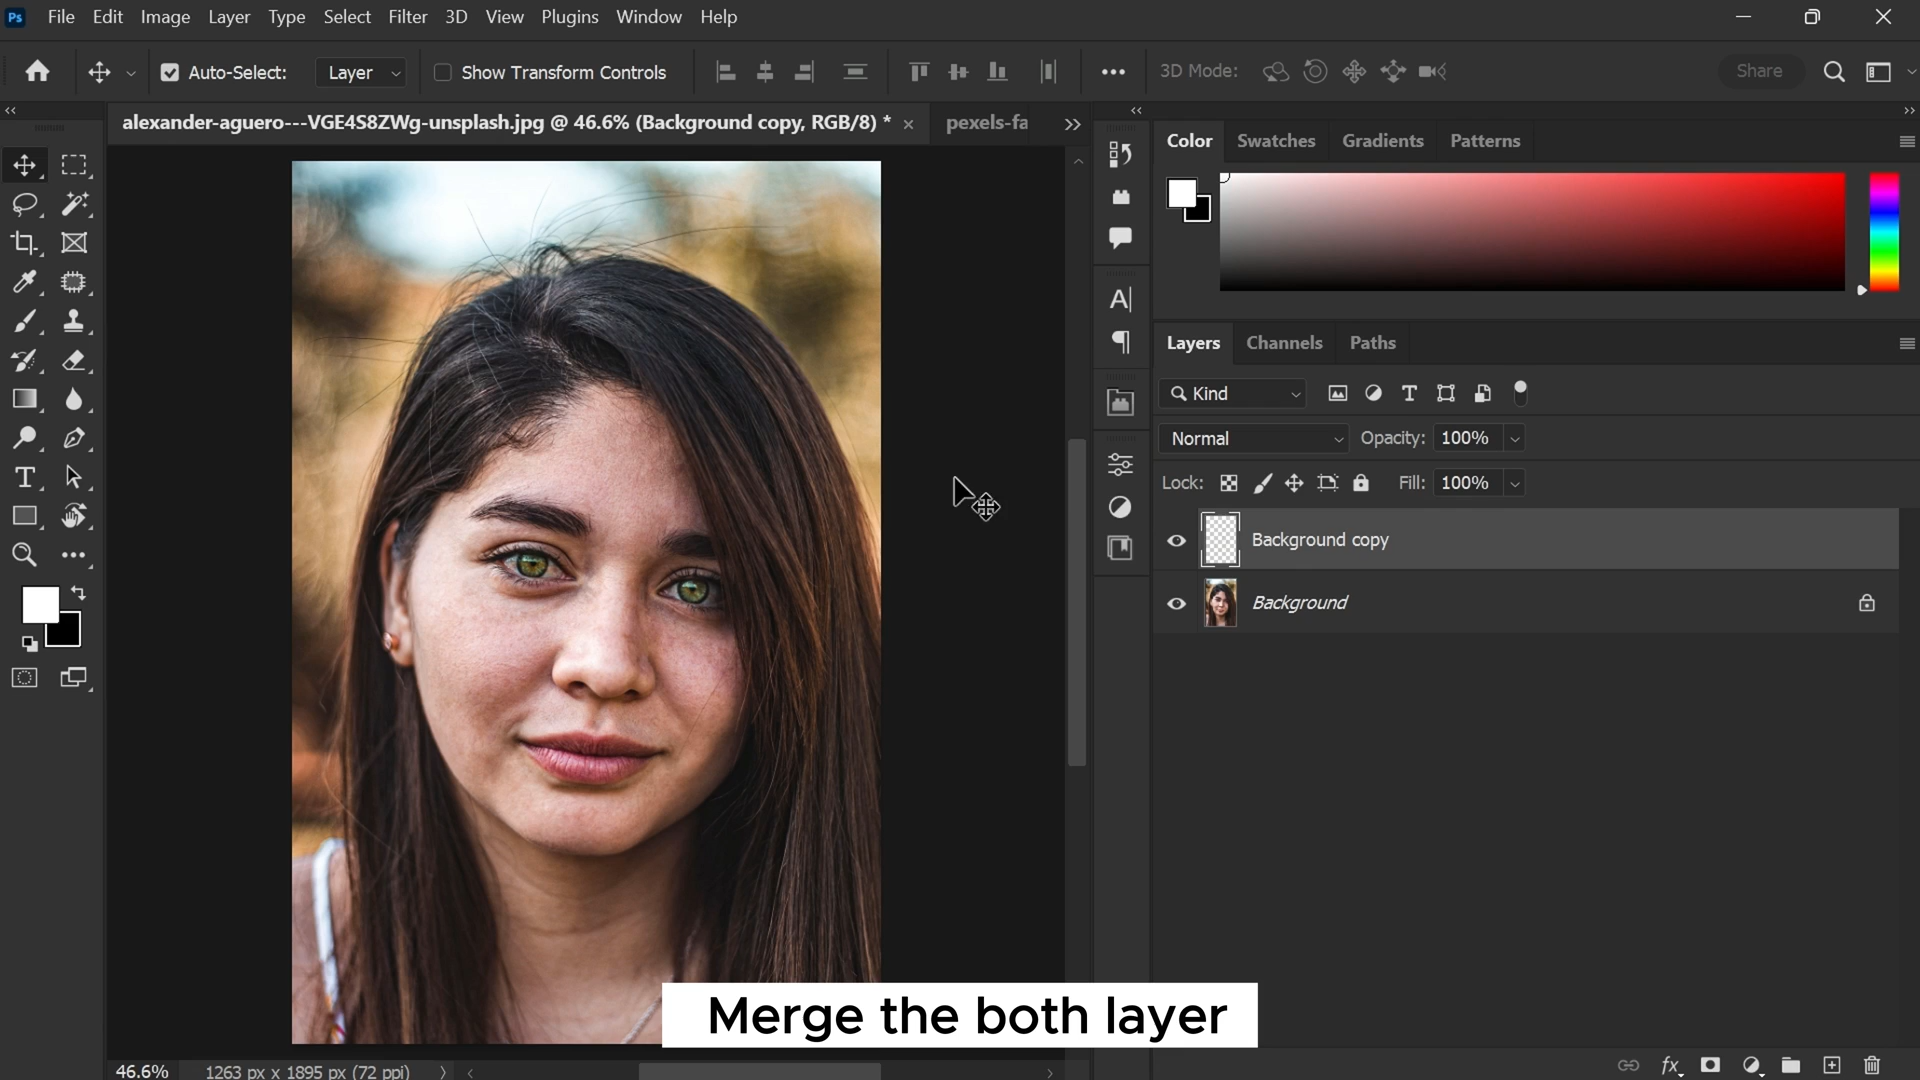 Ps File Edit Image Layer Type Select Filter 3D View Plugins Window Help
Auto-Select: Layer Show Transform Controls 3D Mode: Share
alexander-aguero---VGE4S8ZWg-unsplash.jpg @ 46.6% (Background copy, RGB/8) * pexels-fa
Color Swatches Gradients Patterns
Layers Channels Paths
Kind
Normal Opacity: 100%
Lock: Fill: 100%
Background copy
Background
Merge the both layer
46.6% 1263 px x 1895 px (72 ppi)